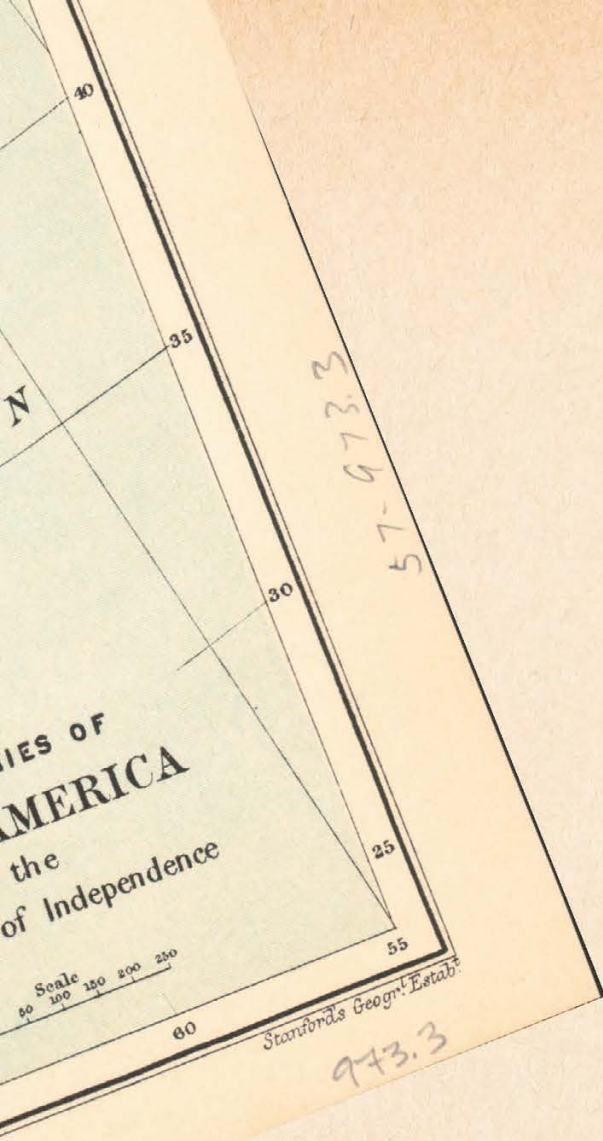 40
35
N
57-973.3
30
IES OF
AMERICA
the
of Independence
25
Scale
50 100 150 200 250
55
60
Stanford's Geogr.l Estabt.
973.3